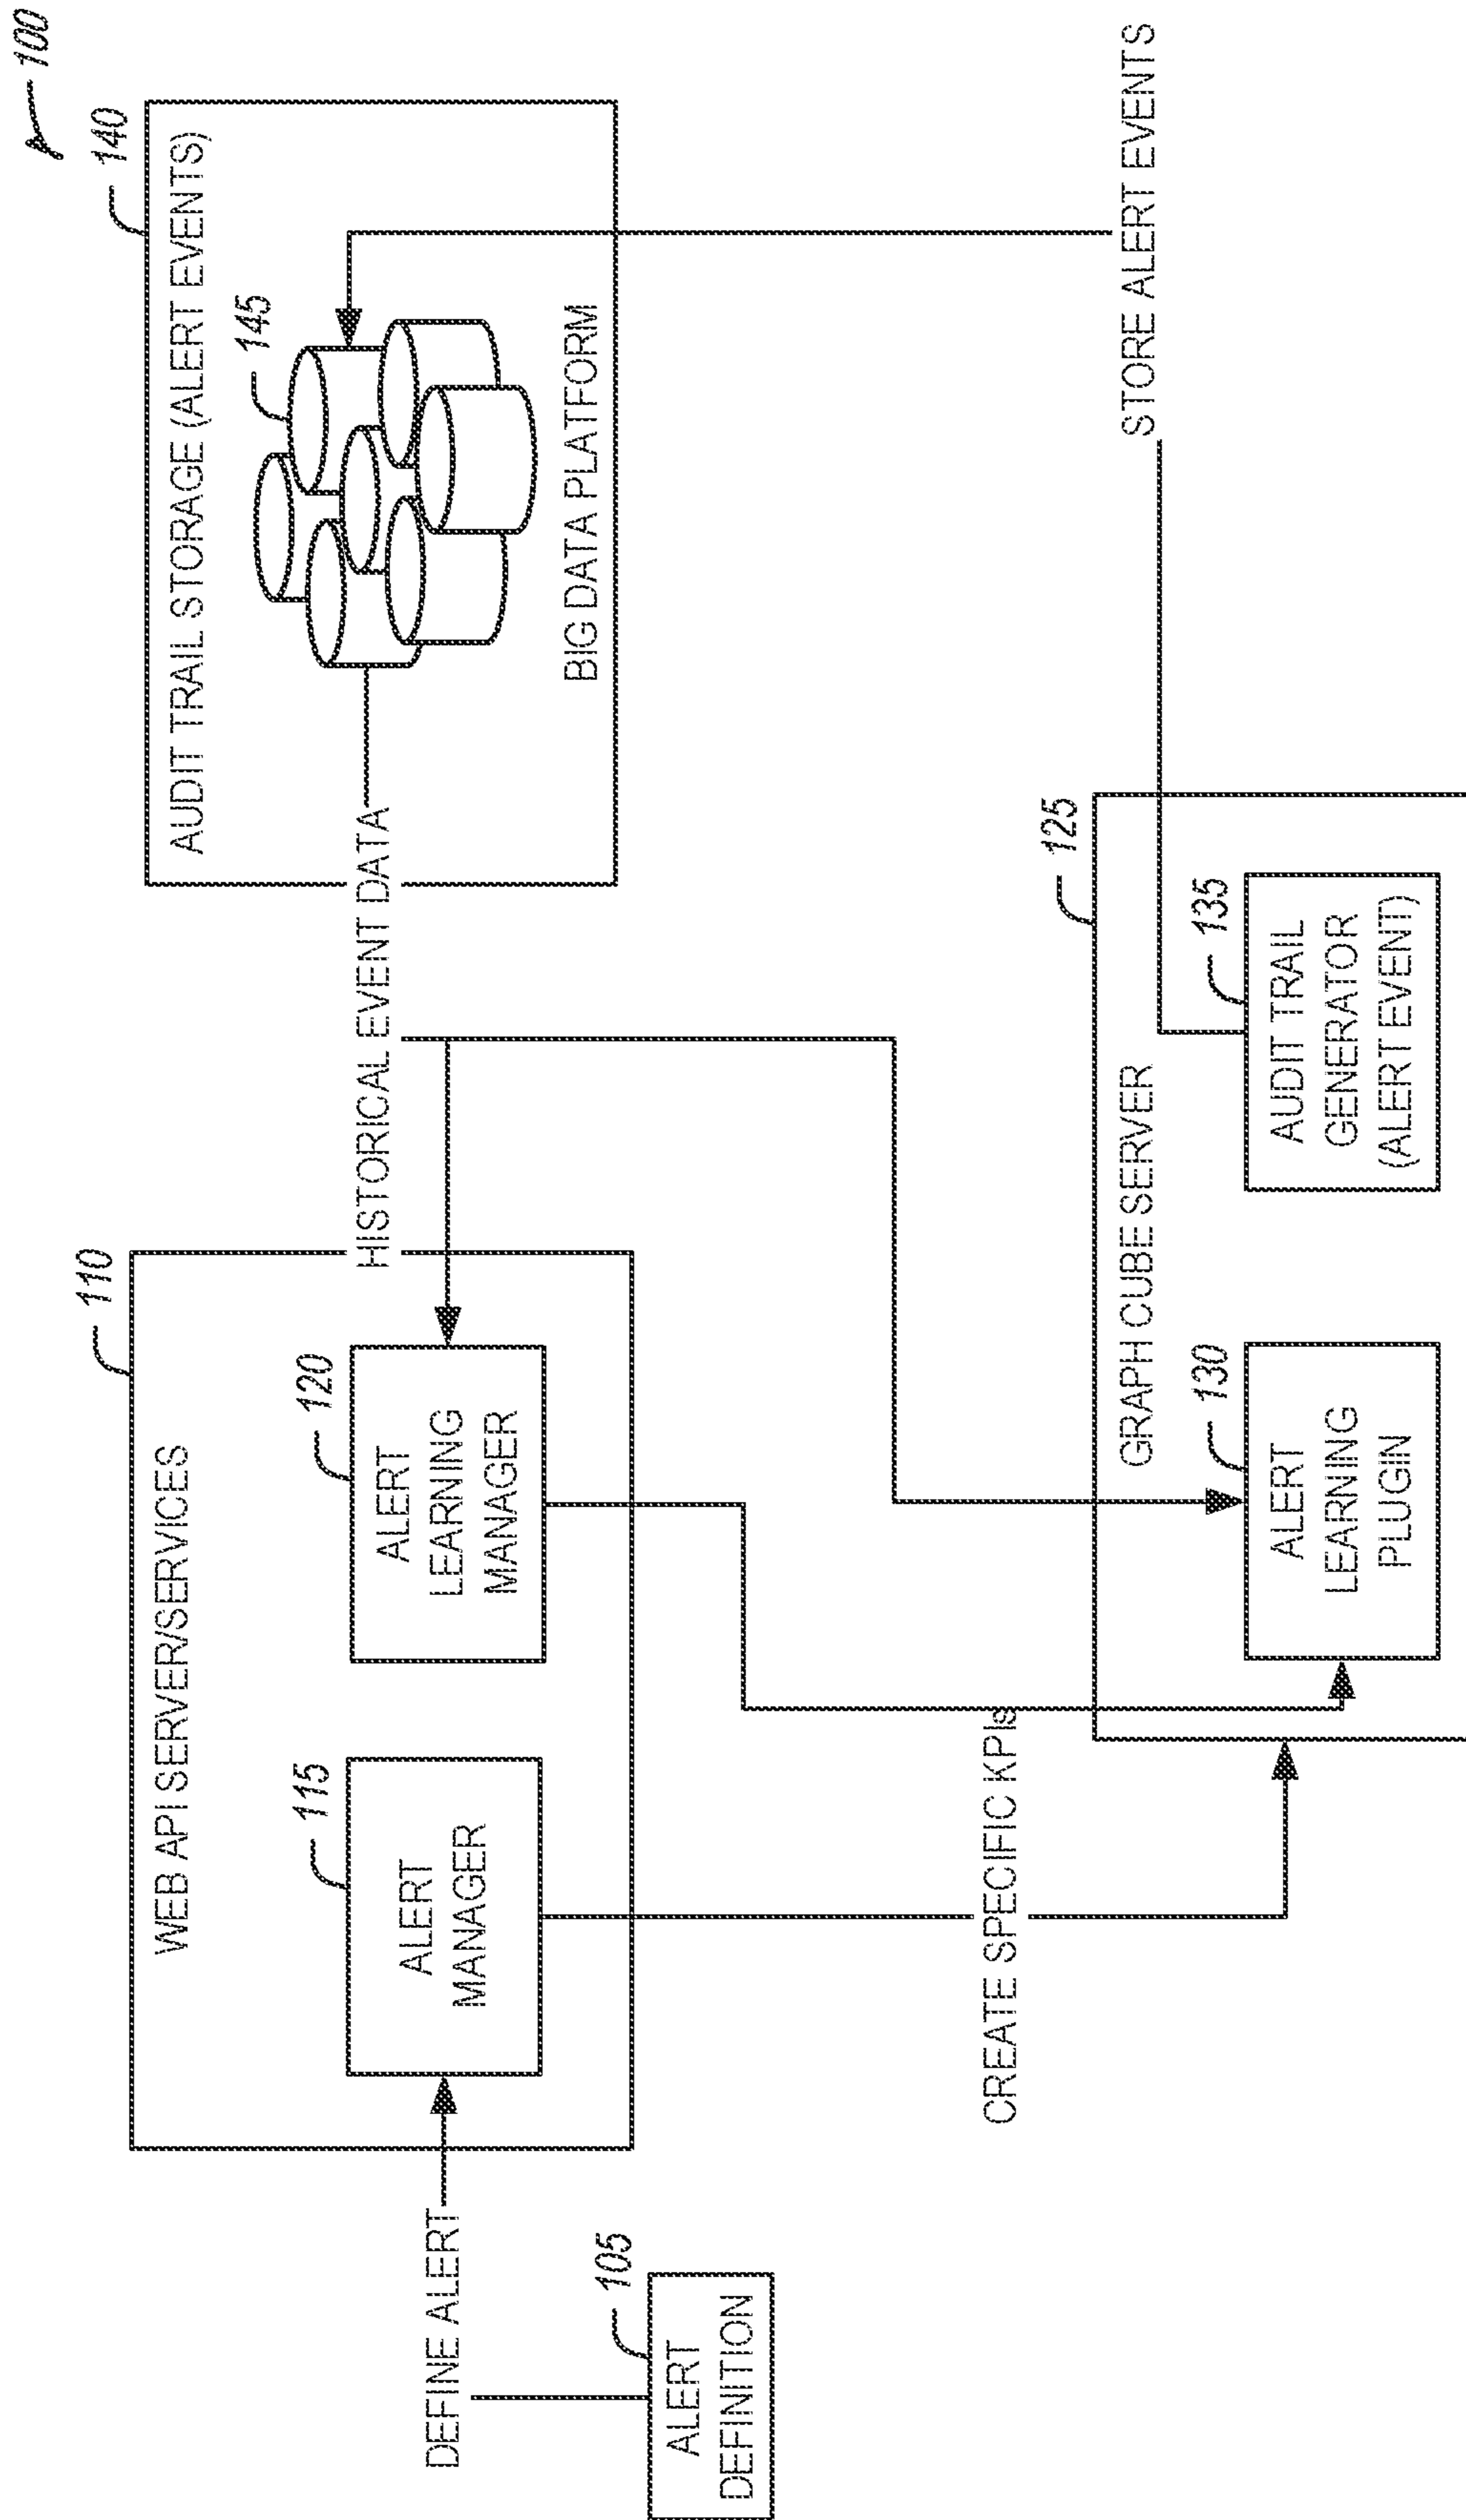 100
110
WEB API SERVER/SERVICES
115
ALERT
MANAGER
120
ALERT
LEARNING
MANAGER
DEFINE ALERT
105
ALERT
DEFINITION
HISTORICAL EVENT DATA
140
AUDIT TRAIL STORAGE (ALERT EVENTS)
145
BIG DATA PLATFORM
CREATE SPECIFIC KPIs
125
GRAPH CUBE SERVER
130
ALERT
LEARNING
PLUGIN
135
AUDIT TRAIL
GENERATOR
(ALERT EVENT)
STORE ALERT EVENTS